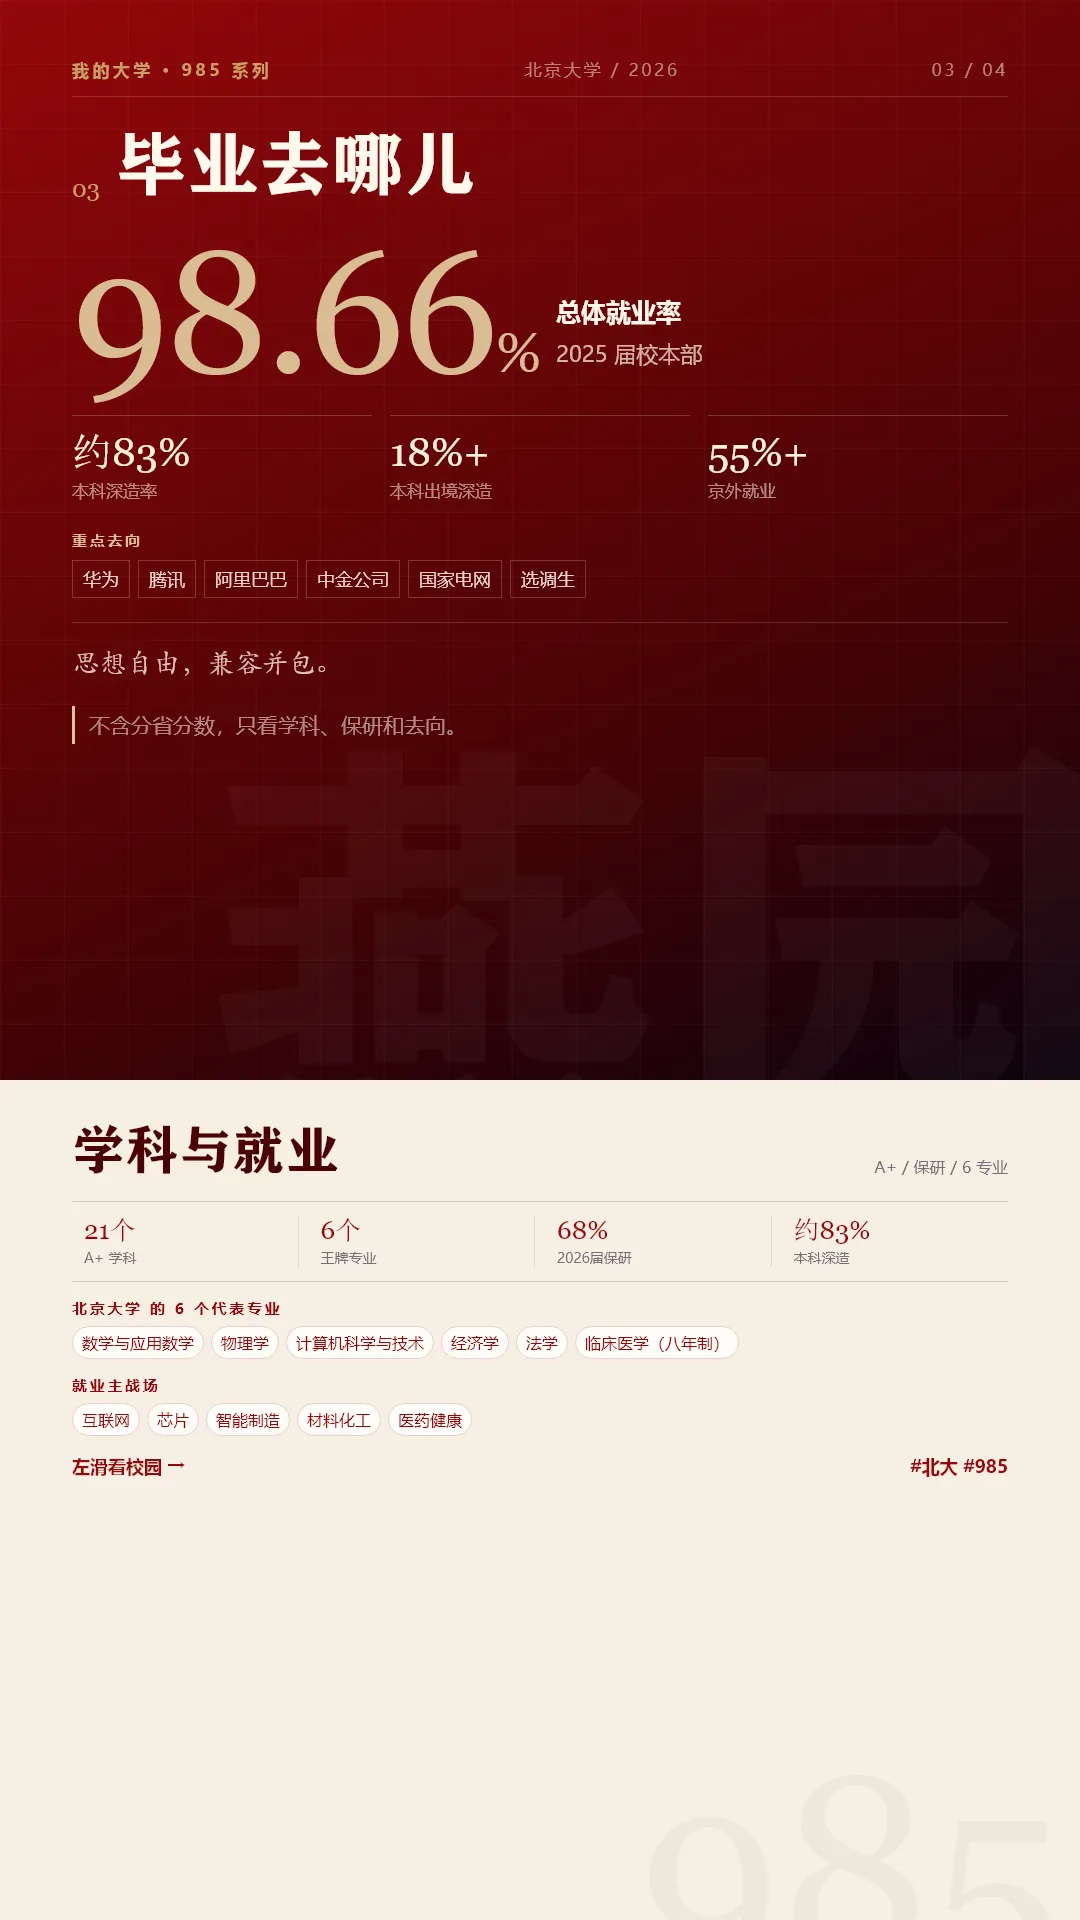 我的大学 • 985 系列
北京大学 / 2026
03 / 04
03 毕业去哪儿
98.66%
总体就业率
2025 届校本部
约83%
本科深造率
18%+
本科出境深造
55%+
京外就业
重点去向
华为 腾讯 阿里巴巴 中金公司 国家电网 选调生
思想自由，兼容并包。
不含分省分数，只看学科、保研和去向。
燕园
学科与就业
A+ / 保研 / 6 专业
21个
A+ 学科
6个
王牌专业
68%
2026届保研
约83%
本科深造
北京大学 的 6 个代表专业
数学与应用数学 物理学 计算机科学与技术 经济学 法学 临床医学（八年制）
就业主战场
互联网 芯片 智能制造 材料化工 医药健康
左滑看校园 →
#北大 #985
985